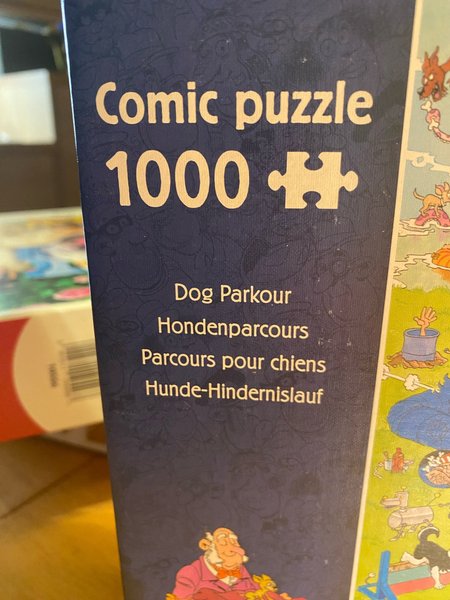 Comic puzzle
1000
Dog Parkour
Hondenparcours
Parcours pour chiens
Hunde-Hindernislauf